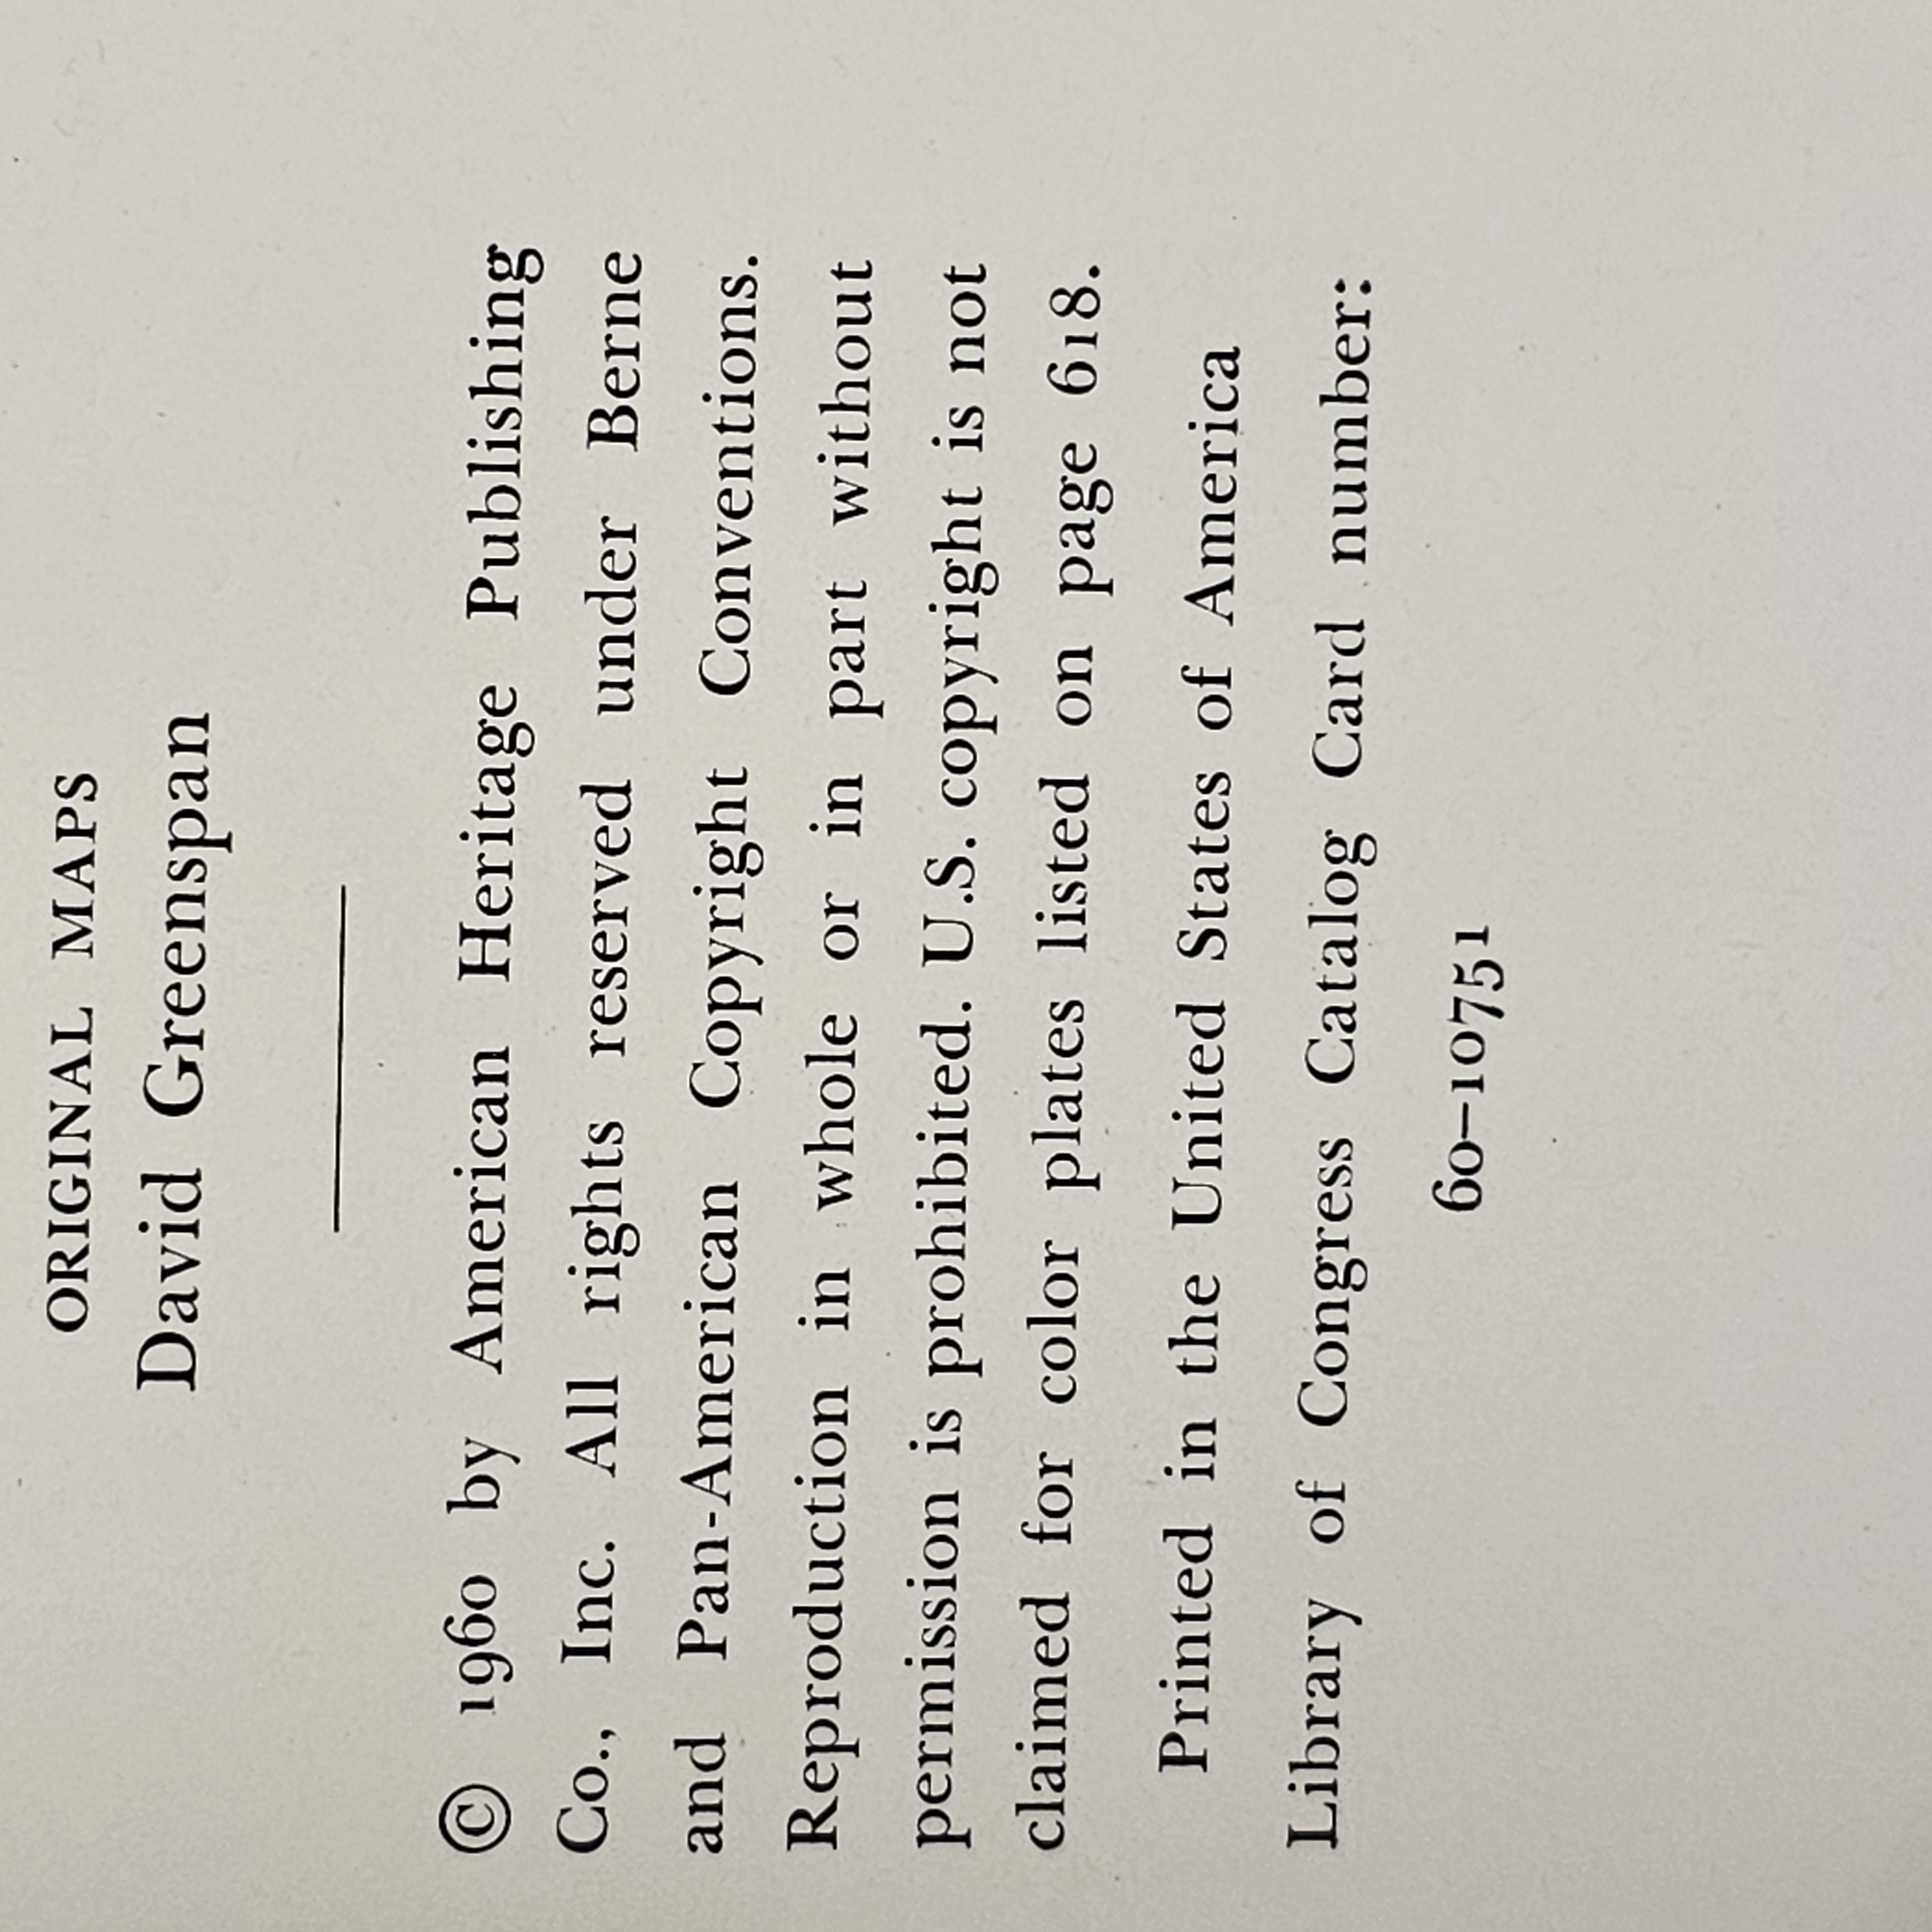 ORIGINAL MAPS
David Greenspan
© 1960 by American Heritage Publishing
Co., Inc. All rights reserved under Berne
and Pan-American Copyright Conventions.
Reproduction in whole or in part without
permission is prohibited. U.S. copyright is not
claimed for color plates listed on page 618.
Printed in the United States of America
Library of Congress Catalog Card number:
60–10751